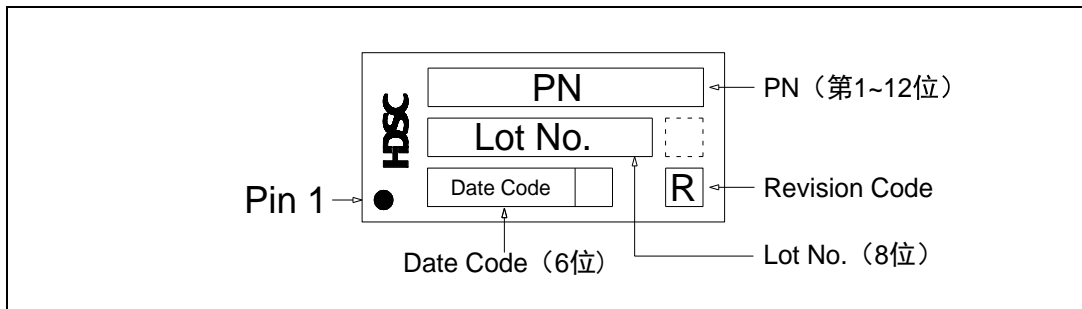 HDSC
PN
PN（第1~12位）
Lot No.
Date Code
R
Revision Code
Pin 1
Date Code（6位）
Lot No.（8位）